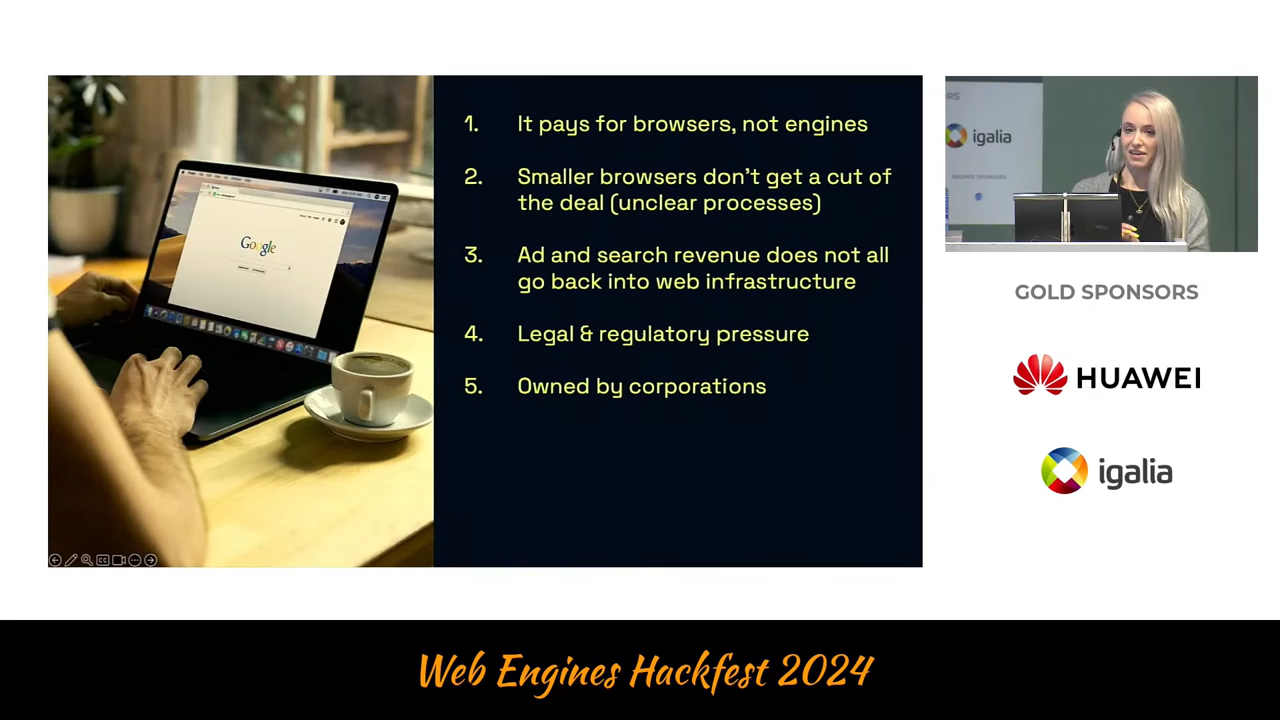 Google
1. It pays for browsers, not engines
2. Smaller browsers don't get a cut of
the deal (unclear processes)
3. Ad and search revenue does not all
go back into web infrastructure
4. Legal & regulatory pressure
5. Owned by corporations
igalia
GOLD SPONSORS
HUAWEI
igalia
Web Engines Hackfest 2024